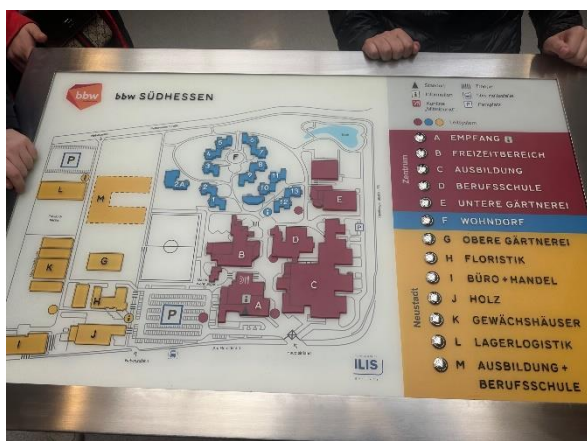 bbw
bbw SÜDHESSEN
Zentrum
A EMPFANG i
B FREIZEITBEREICH
C AUSBILDUNG
D BERUFSSCHULE
E UNTERE GÄRTNEREI
F WOHNDORF
Neustadt
G OBERE GÄRTNEREI
H FLORISTIK
I BÜRO + HANDEL
J HOLZ
K GEWÄCHSHÄUSER
L LAGERLOGISTIK
M AUSBILDUNG +
BERUFSSCHULE
P
L
M
K
G
H
I
J
P
F
2A
B
D
E
C
A
ILIS